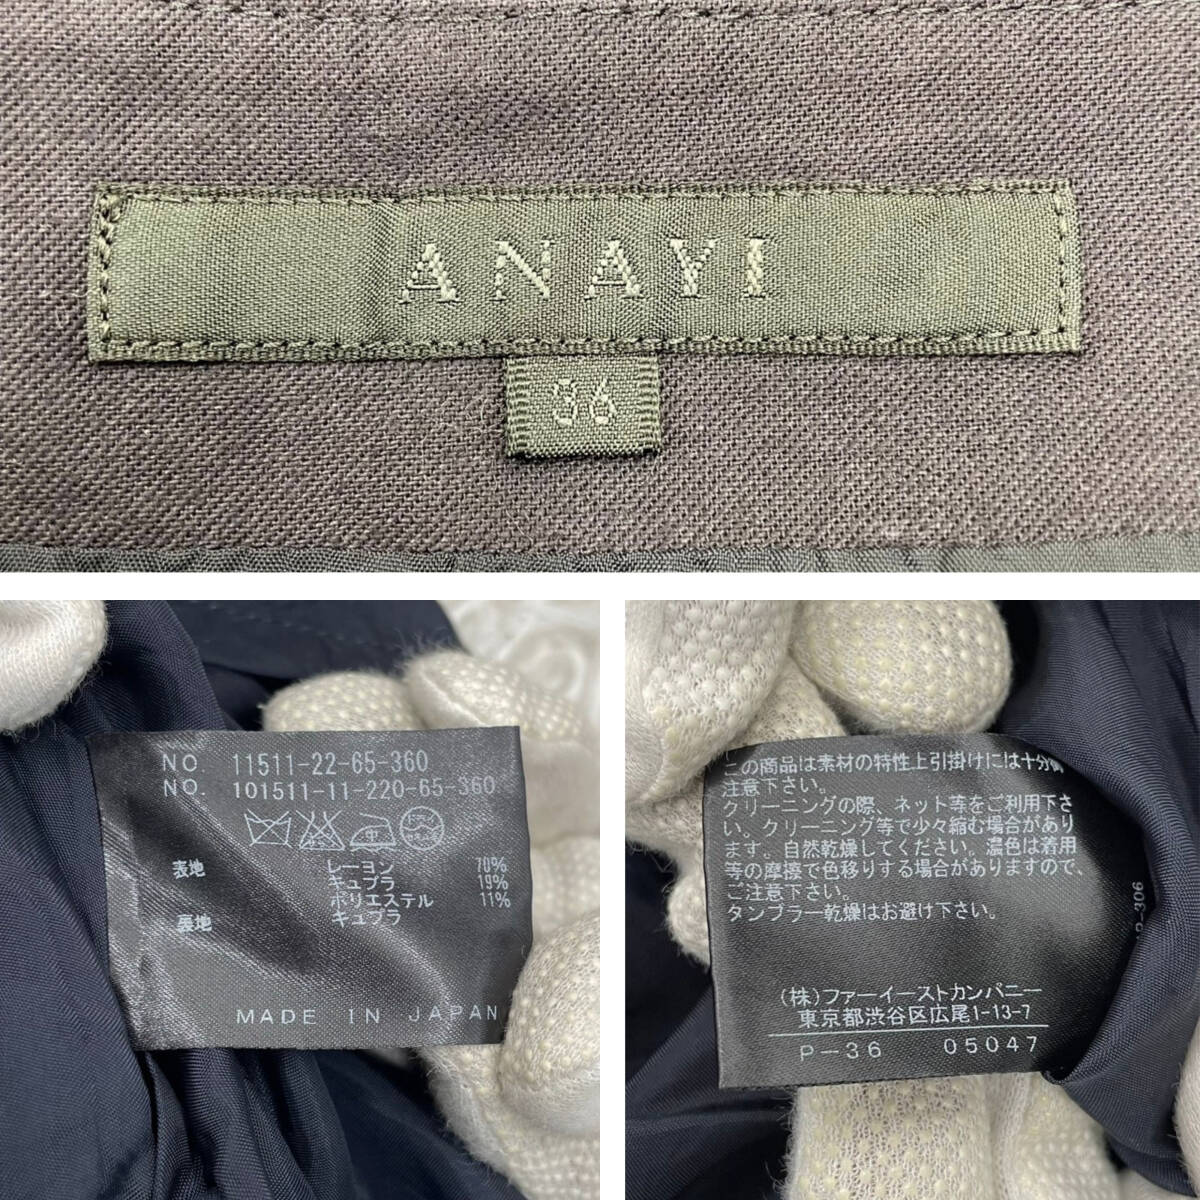 ANAYI
36
NO. 11511-22-65-360
NO. 101511-11-220-65-360
表地 レーヨン 70%
キュプラ 19%
ポリエステル 11%
裏地 キュプラ
MADE IN JAPAN
この商品は素材の特性上引掛けには十分
注意下さい。
クリーニングの際、ネット等をご利用下さ
い。クリーニング等で少々縮む場合があり
ます。自然乾燥してください。濃色は着用
等の摩擦で色移りする場合がありますので、
ご注意下さい。
タンブラー乾燥はお避け下さい。
(株)ファーイーストカンパニー
東京都渋谷区広尾1-13-7
P-36 05047